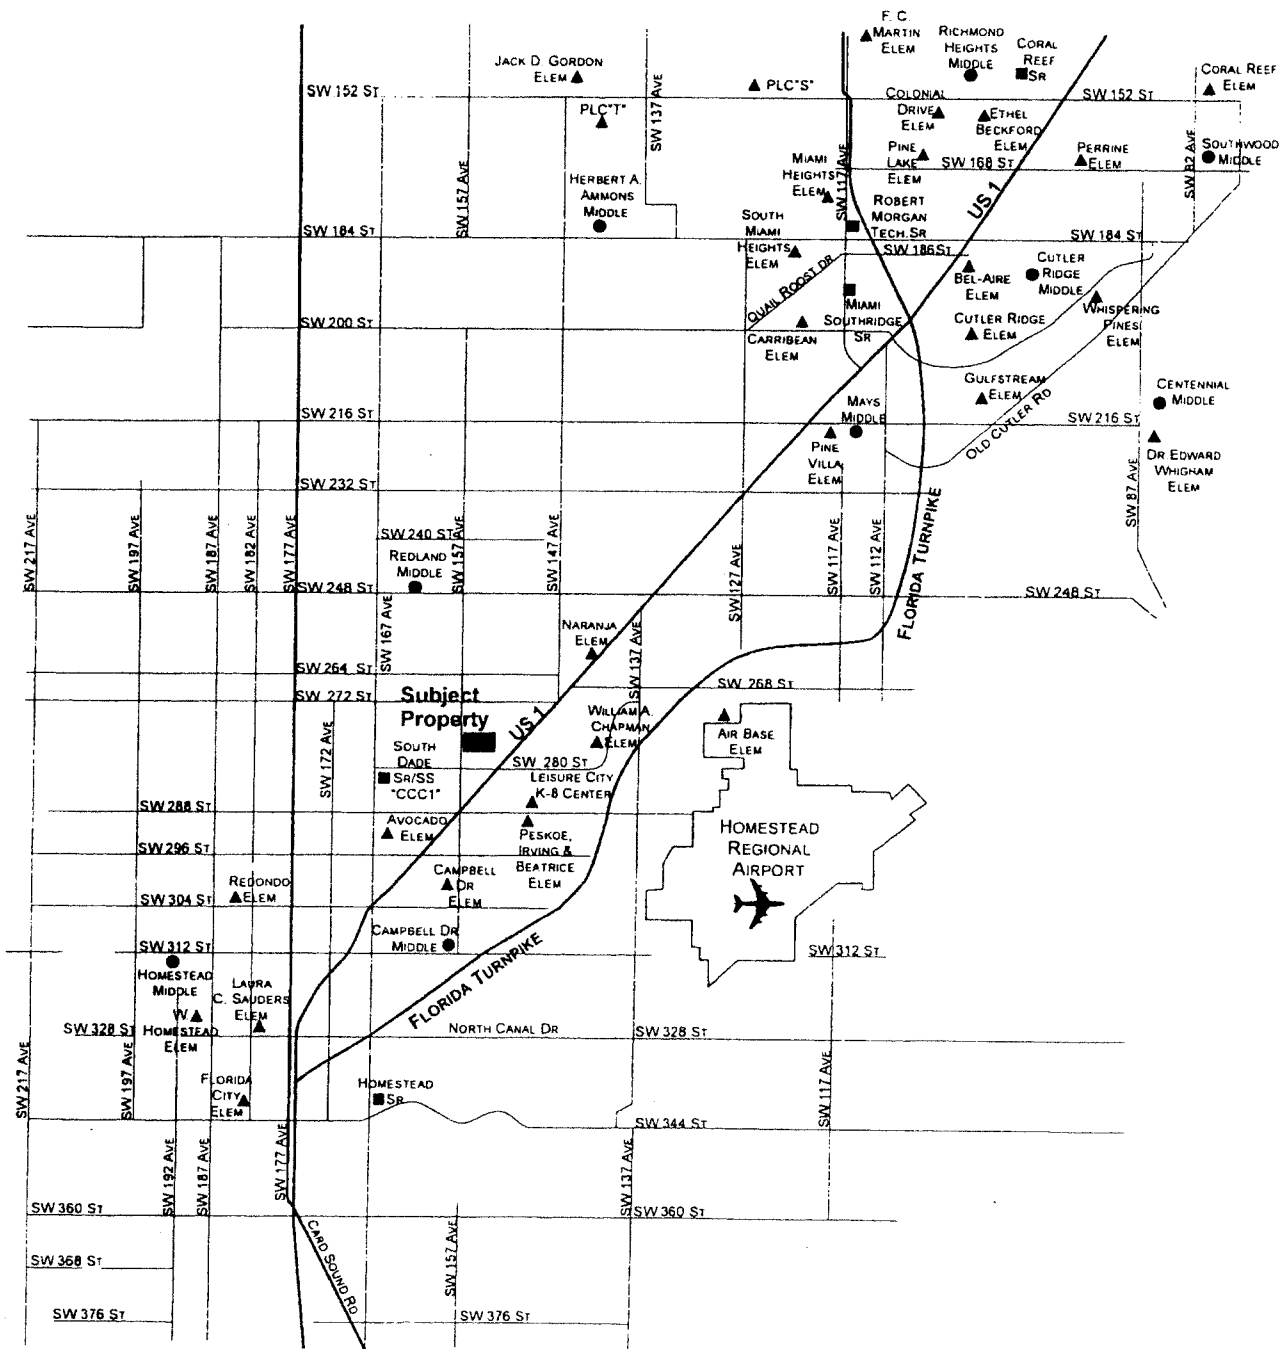 F. C.
MARTIN
ELEM
RICHMOND
HEIGHTS
MIDDLE
CORAL
REEF
SR
JACK D. GORDON
ELEM
PLC"S"
CORAL REEF
ELEM
SW 152 ST
SW 137 AVE
COLONIAL
DRIVE
ELEM
SW 152 ST
PLC"T"
ETHEL
BECKFORD
ELEM
MIAMI
HEIGHTS
ELEM
PINE
LAKE
ELEM
SW 168 ST
PERRINE
ELEM
SW 82 AVE
SOUTHWOOD
MIDDLE
SW 157 AVE
HERBERT A.
AMMONS
MIDDLE
SW 117 AVE
US 1
SOUTH
MIAMI
HEIGHTS
ELEM
ROBERT
MORGAN
TECH.SR
SW 184 ST
SW 184 ST
SW 186 ST
QUAIL ROOST DR
BEL-AIRE
ELEM
CUTLER
RIDGE
MIDDLE
MIAMI
SOUTHRIDGE
SR
WHISPERING
PINES
ELEM
SW 200 ST
CARRIBEAN
ELEM
CUTLER RIDGE
ELEM
GULFSTREAM
ELEM
CENTENNIAL
MIDDLE
MAYS
MIDDLE
SW 216 ST
SW 216 ST
OLD CUTLER RD
PINE
VILLA
ELEM
DR EDWARD
WHIGHAM
ELEM
SW 87 AVE
SW 232 ST
SW 217 AVE
SW 197 AVE
SW 187 AVE
SW 182 AVE
SW 177 AVE
SW 240 ST
REDLAND
MIDDLE
SW 157 AVE
SW 147 AVE
SW 127 AVE
SW 117 AVE
SW 112 AVE
FLORIDA TURNPIKE
SW 248 ST
SW 248 ST
SW 167 AVE
NARANJA
ELEM
SW 137 AVE
SW 264 ST
SW 268 ST
SW 272 ST
Subject
Property
US 1
WILLIAM A.
CHAPMAN
ELEM
AIR BASE
ELEM
SW 172 AVE
SOUTH
DADE
SR/SS
"CCC1"
SW 280 ST
LEISURE CITY
K-8 CENTER
SW 288 ST
AVOCADO
ELEM
PESKOE,
IRVING &
BEATRICE
ELEM
HOMESTEAD
REGIONAL
AIRPORT
SW 296 ST
REDONDO
ELEM
CAMPBELL
DR
ELEM
SW 304 ST
CAMPBELL DR
MIDDLE
SW 312 ST
SW 312 ST
HOMESTEAD
MIDDLE
LAURA
C. SAUDERS
ELEM
FLORIDA TURNPIKE
W
HOMESTEAD
ELEM
SW 328 ST
NORTH CANAL DR
SW 328 ST
SW 217 AVE
SW 197 AVE
FLORIDA
CITY
ELEM
HOMESTEAD
SR
SW 117 AVE
SW 344 ST
SW 192 AVE
SW 187 AVE
SW 177 AVE
SW 137 AVE
SW 360 ST
SW 360 ST
CARD SOUND RD
SW 157 AVE
SW 368 ST
SW 376 ST
SW 376 ST